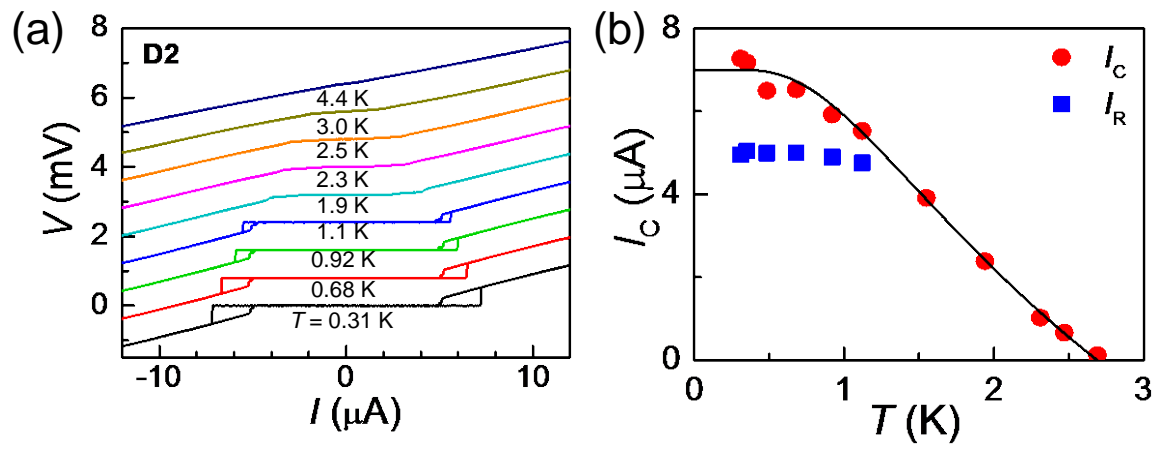 (a)
D2
8
6
4
2
0
V (mV)
4.4 K
3.0 K
2.5 K
2.3 K
1.9 K
1.1 K
0.92 K
0.68 K
T = 0.31 K
-10
0
10
I (μA)
(b)
8
4
0
I_C (μA)
I_C
I_R
0
1
2
3
T (K)